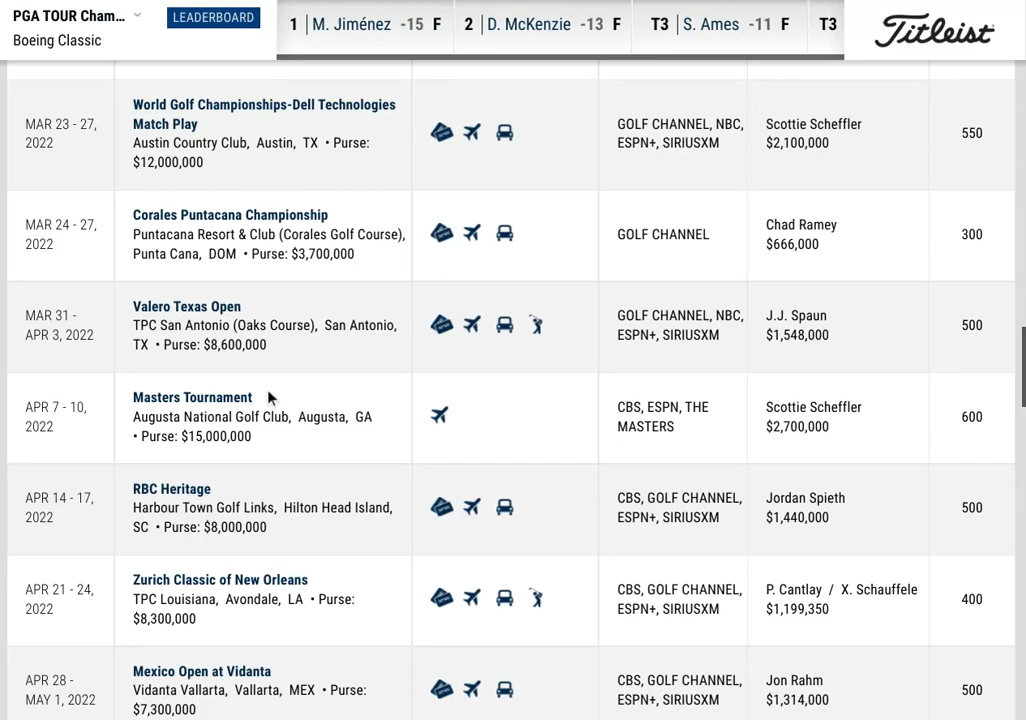 PGA TOUR Cham...
LEADERBOARD
Boeing Classic
1 M. Jiménez -15 F
2 D. McKenzie -13 F
T3 S. Ames -11 F
T3
Titleist
MAR 23 - 27,
2022
World Golf Championships-Dell Technologies
Match Play
Austin Country Club, Austin, TX • Purse:
$12,000,000
GOLF CHANNEL, NBC,
ESPN+, SIRIUSXM
Scottie Scheffler
$2,100,000
550
MAR 24 - 27,
2022
Corales Puntacana Championship
Puntacana Resort & Club (Corales Golf Course),
Punta Cana, DOM • Purse: $3,700,000
GOLF CHANNEL
Chad Ramey
$666,000
300
MAR 31 -
APR 3, 2022
Valero Texas Open
TPC San Antonio (Oaks Course), San Antonio,
TX • Purse: $8,600,000
GOLF CHANNEL, NBC,
ESPN+, SIRIUSXM
J.J. Spaun
$1,548,000
500
APR 7 - 10,
2022
Masters Tournament
Augusta National Golf Club, Augusta, GA
• Purse: $15,000,000
CBS, ESPN, THE
MASTERS
Scottie Scheffler
$2,700,000
600
APR 14 - 17,
2022
RBC Heritage
Harbour Town Golf Links, Hilton Head Island,
SC • Purse: $8,000,000
CBS, GOLF CHANNEL,
ESPN+, SIRIUSXM
Jordan Spieth
$1,440,000
500
APR 21 - 24,
2022
Zurich Classic of New Orleans
TPC Louisiana, Avondale, LA • Purse:
$8,300,000
CBS, GOLF CHANNEL,
ESPN+, SIRIUSXM
P. Cantlay / X. Schauffele
$1,199,350
400
APR 28 -
MAY 1, 2022
Mexico Open at Vidanta
Vidanta Vallarta, Vallarta, MEX • Purse:
$7,300,000
CBS, GOLF CHANNEL,
ESPN+, SIRIUSXM
Jon Rahm
$1,314,000
500